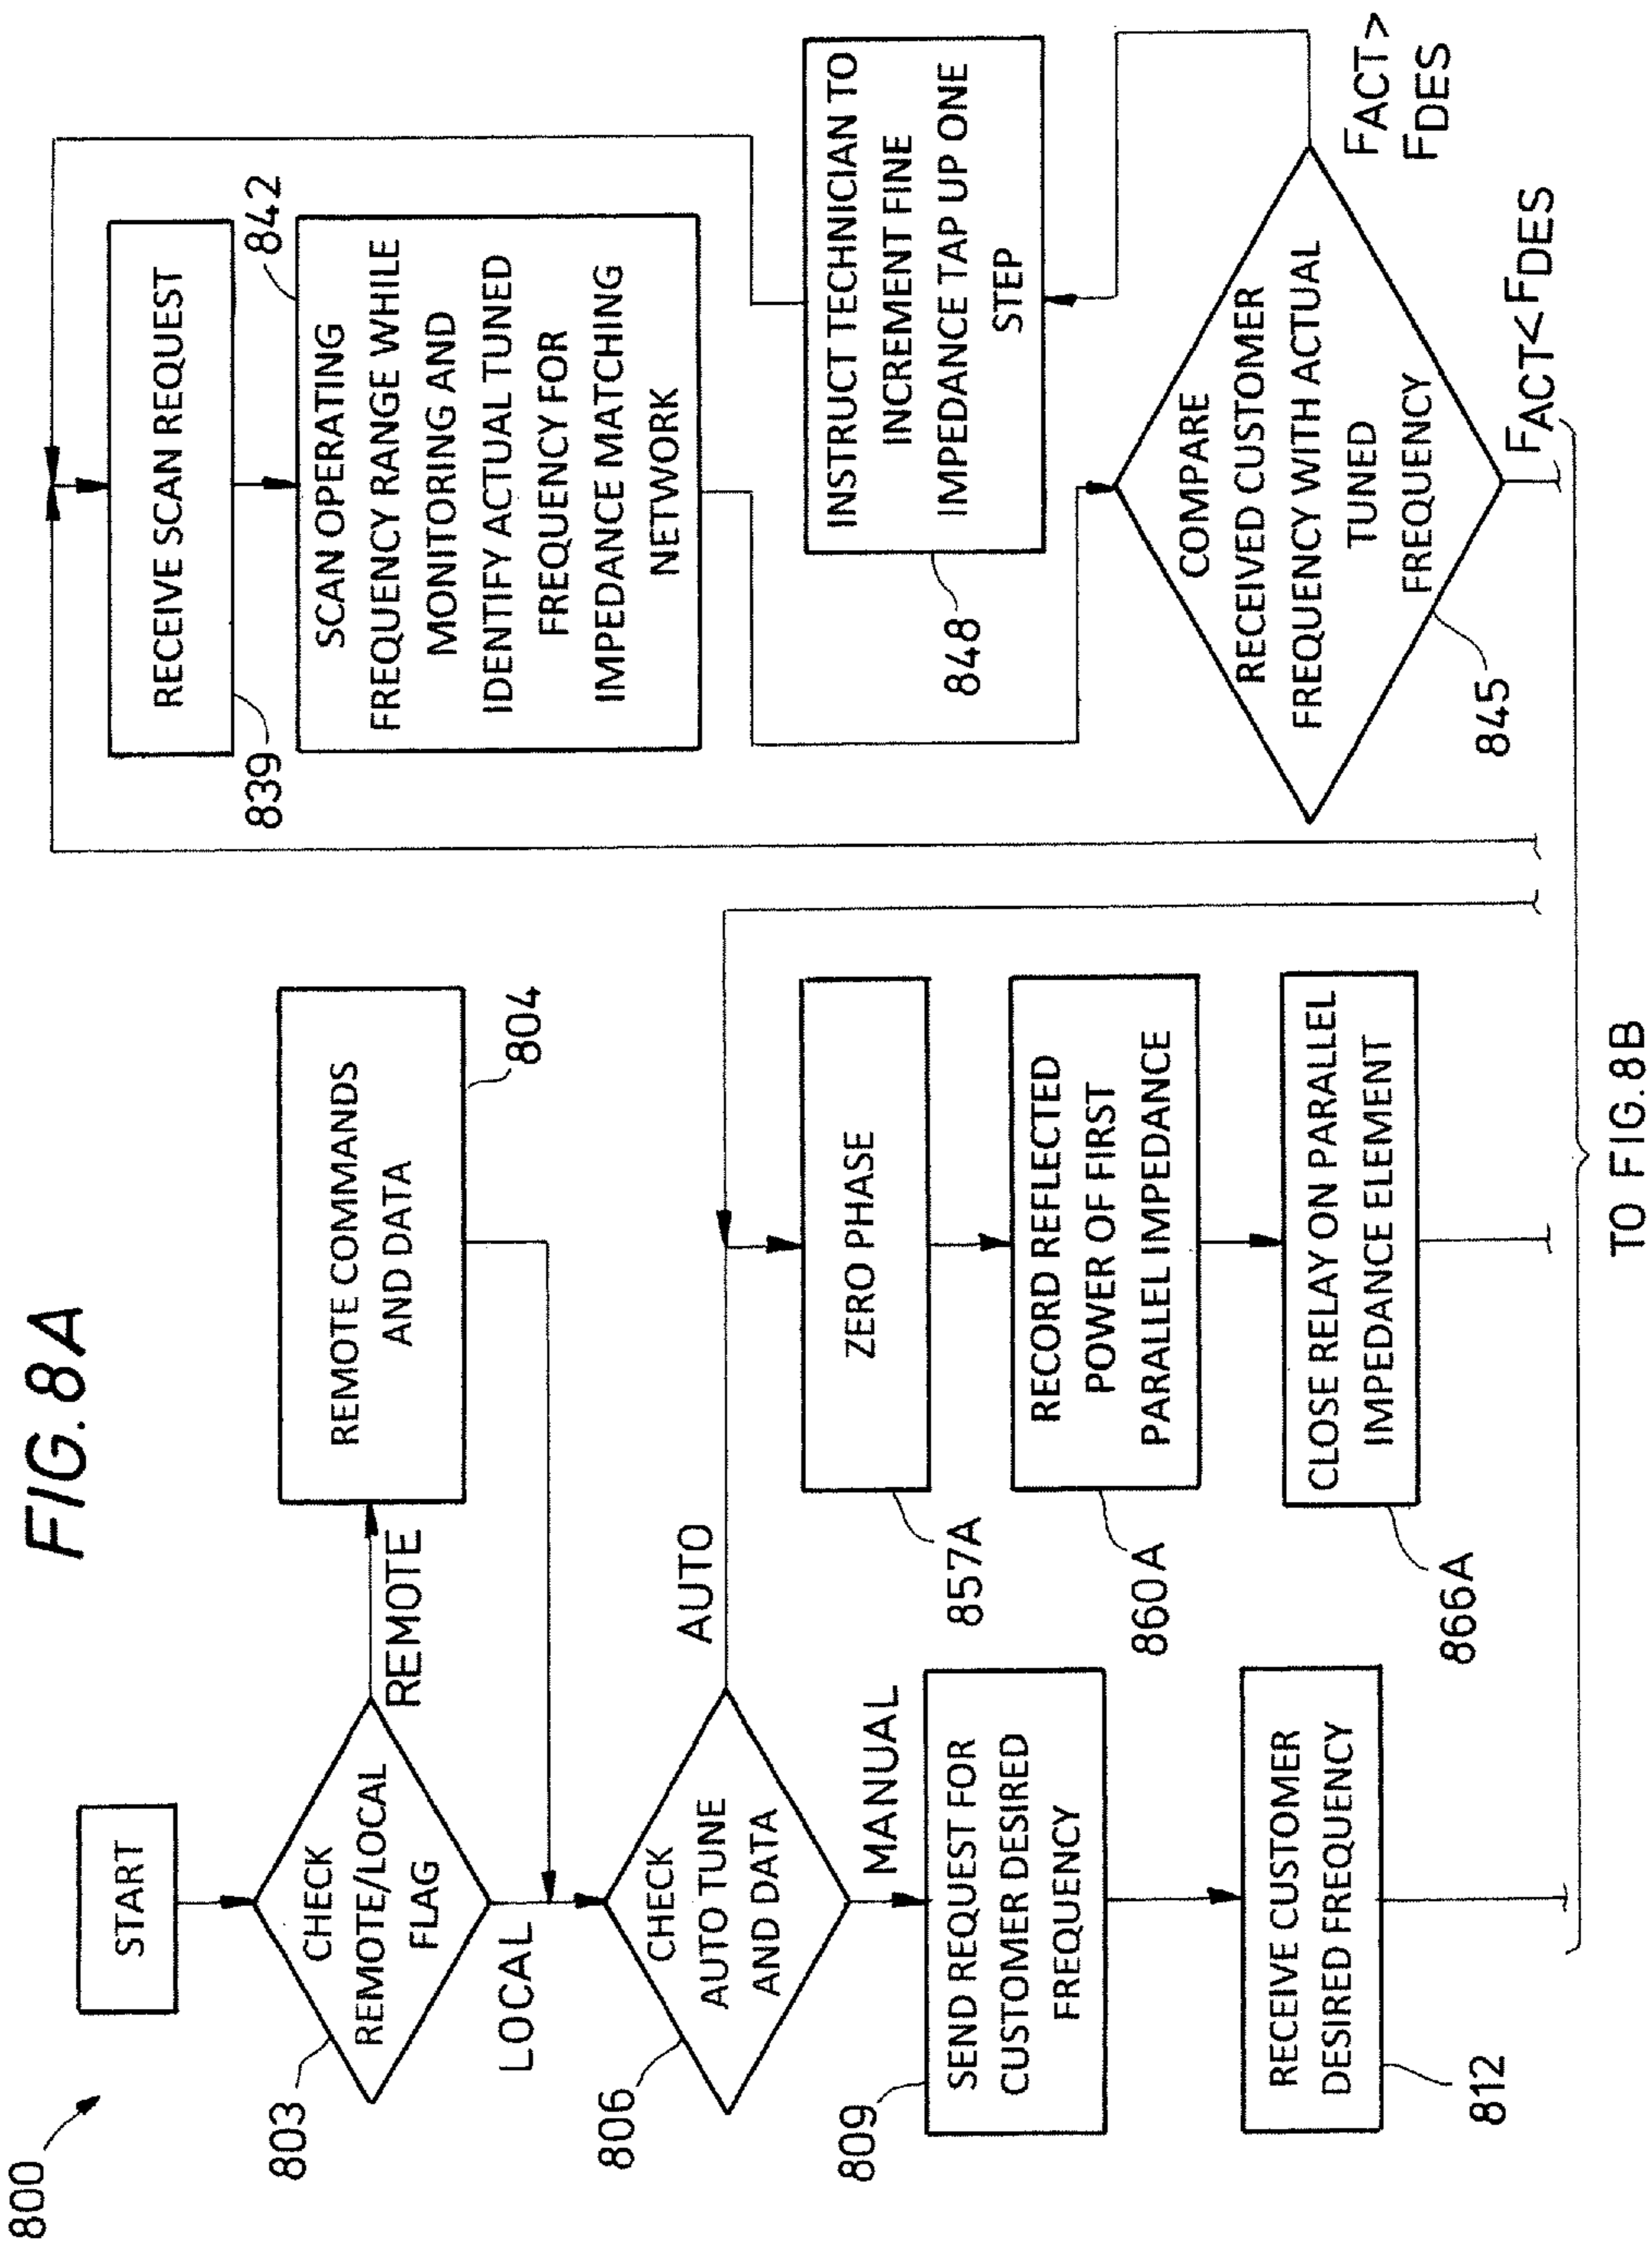 FIG. 8A
800
START
CHECK
REMOTE/LOCAL
FLAG
803
REMOTE
REMOTE COMMANDS
AND DATA
804
LOCAL
CHECK
AUTO TUNE
AND DATA
806
AUTO
MANUAL
SEND REQUEST FOR
CUSTOMER DESIRED
FREQUENCY
809
RECEIVE CUSTOMER
DESIRED FREQUENCY
812
ZERO PHASE
857A
RECORD REFLECTED
POWER OF FIRST
PARALLEL IMPEDANCE
860A
CLOSE RELAY ON PARALLEL
IMPEDANCE ELEMENT
866A
RECEIVE SCAN REQUEST
839
SCAN OPERATING
FREQUENCY RANGE WHILE
MONITORING AND
IDENTIFY ACTUAL TUNED
FREQUENCY FOR
IMPEDANCE MATCHING
NETWORK
842
INSTRUCT TECHNICIAN TO
INCREMENT FINE
IMPEDANCE TAP UP ONE
STEP
848
COMPARE
RECEIVED CUSTOMER
FREQUENCY WITH ACTUAL
TUNED
FREQUENCY
845
FACT>
FDES
FACT<FDES
TO FIG.8B